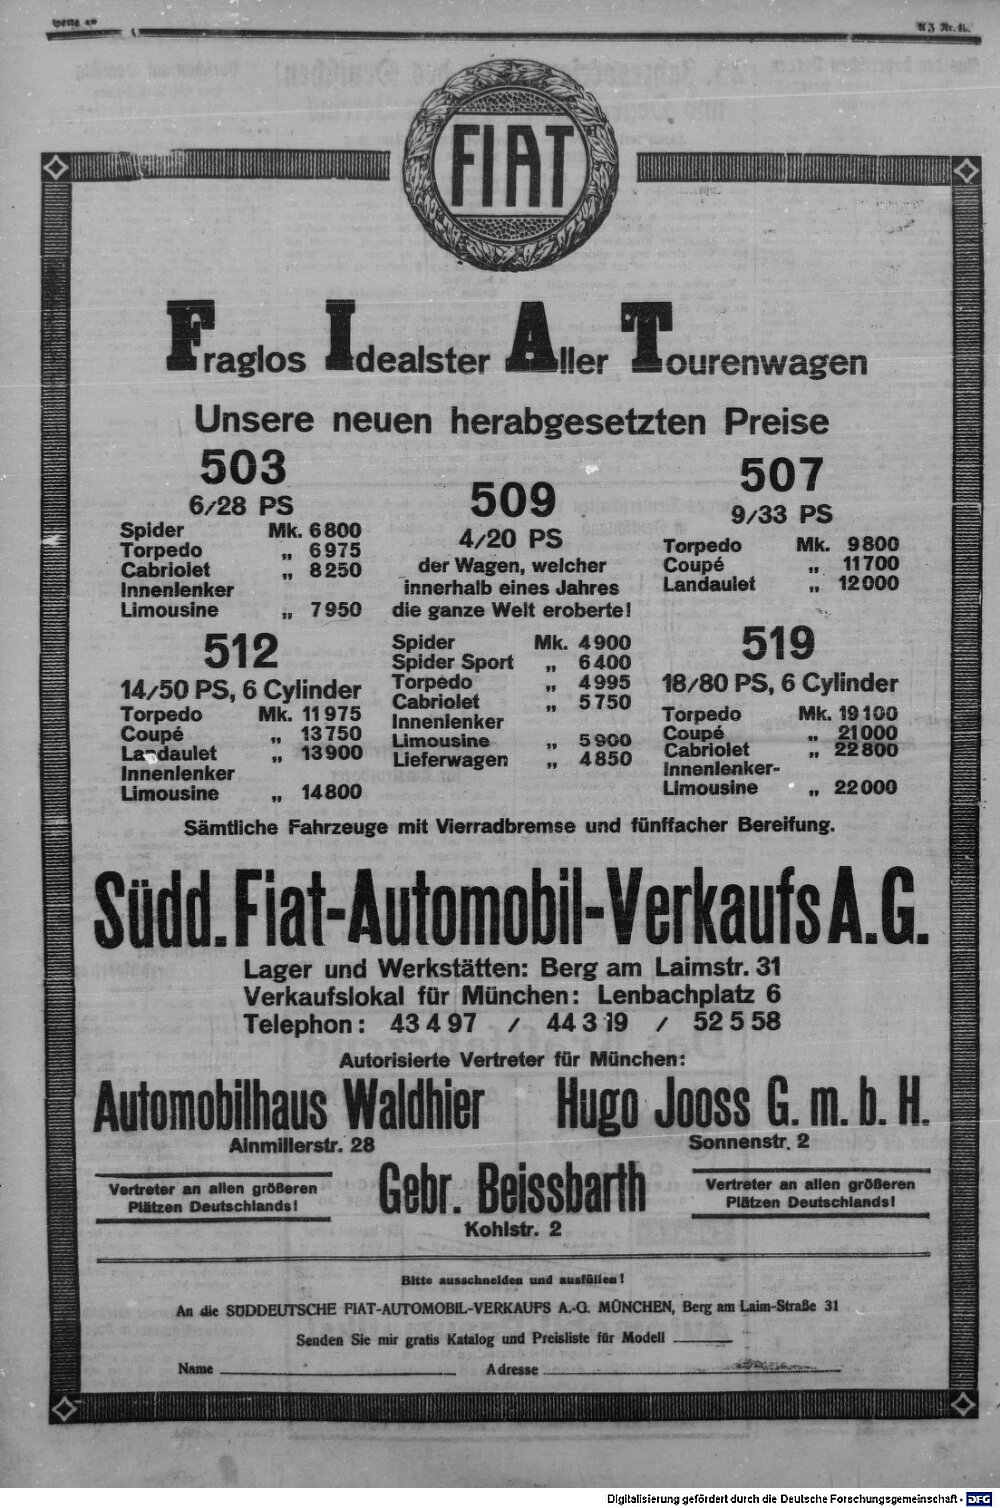 FIAT
Fraglos Idealster Aller Tourenwagen
Unsere neuen herabgesetzten Preise
503
6/28 PS
Spider Mk. 6800
Torpedo „ 6975
Cabriolet „ 8250
Innenlenker
Limousine „ 7950
509
4/20 PS
der Wagen, welcher
innerhalb eines Jahres
die ganze Welt eroberte!
Spider Mk. 4900
Spider Sport „ 6400
Torpedo „ 4995
Cabriolet „ 5750
Innenlenker
Limousine „ 5900
Lieferwagen „ 4850
507
9/33 PS
Torpedo Mk. 9800
Coupé „ 11700
Landaulet „ 12000
512
14/50 PS, 6 Cylinder
Torpedo Mk. 11975
Coupé „ 13750
Landaulet „ 13900
Innenlenker
Limousine „ 14800
519
18/80 PS, 6 Cylinder
Torpedo Mk. 19100
Coupé „ 21000
Cabriolet „ 22800
Innenlenker-
Limousine „ 22000
Sämtliche Fahrzeuge mit Vierradbremse und fünffacher Bereifung.
Südd. Fiat-Automobil-Verkaufs A.G.
Lager und Werkstätten: Berg am Laimstr. 31
Verkaufslokal für München: Lenbachplatz 6
Telephon: 43497 / 44319 / 52558
Autorisierte Vertreter für München:
Automobilhaus Waldhier
Ainmillerstr. 28
Hugo Jooss G. m. b. H.
Sonnenstr. 2
Vertreter an allen größeren
Plätzen Deutschlands!
Gebr. Beissbarth
Kohlstr. 2
Vertreter an allen größeren
Plätzen Deutschlands!
Bitte ausschneiden und ausfüllen!
An die SÜDDEUTSCHE FIAT-AUTOMOBIL-VERKAUFS A.-G. MÜNCHEN, Berg am Laim-Straße 31
Senden Sie mir gratis Katalog und Preisliste für Modell
Name Adresse
Digitalisierung gefördert durch die Deutsche Forschungsgemeinschaft - DFG